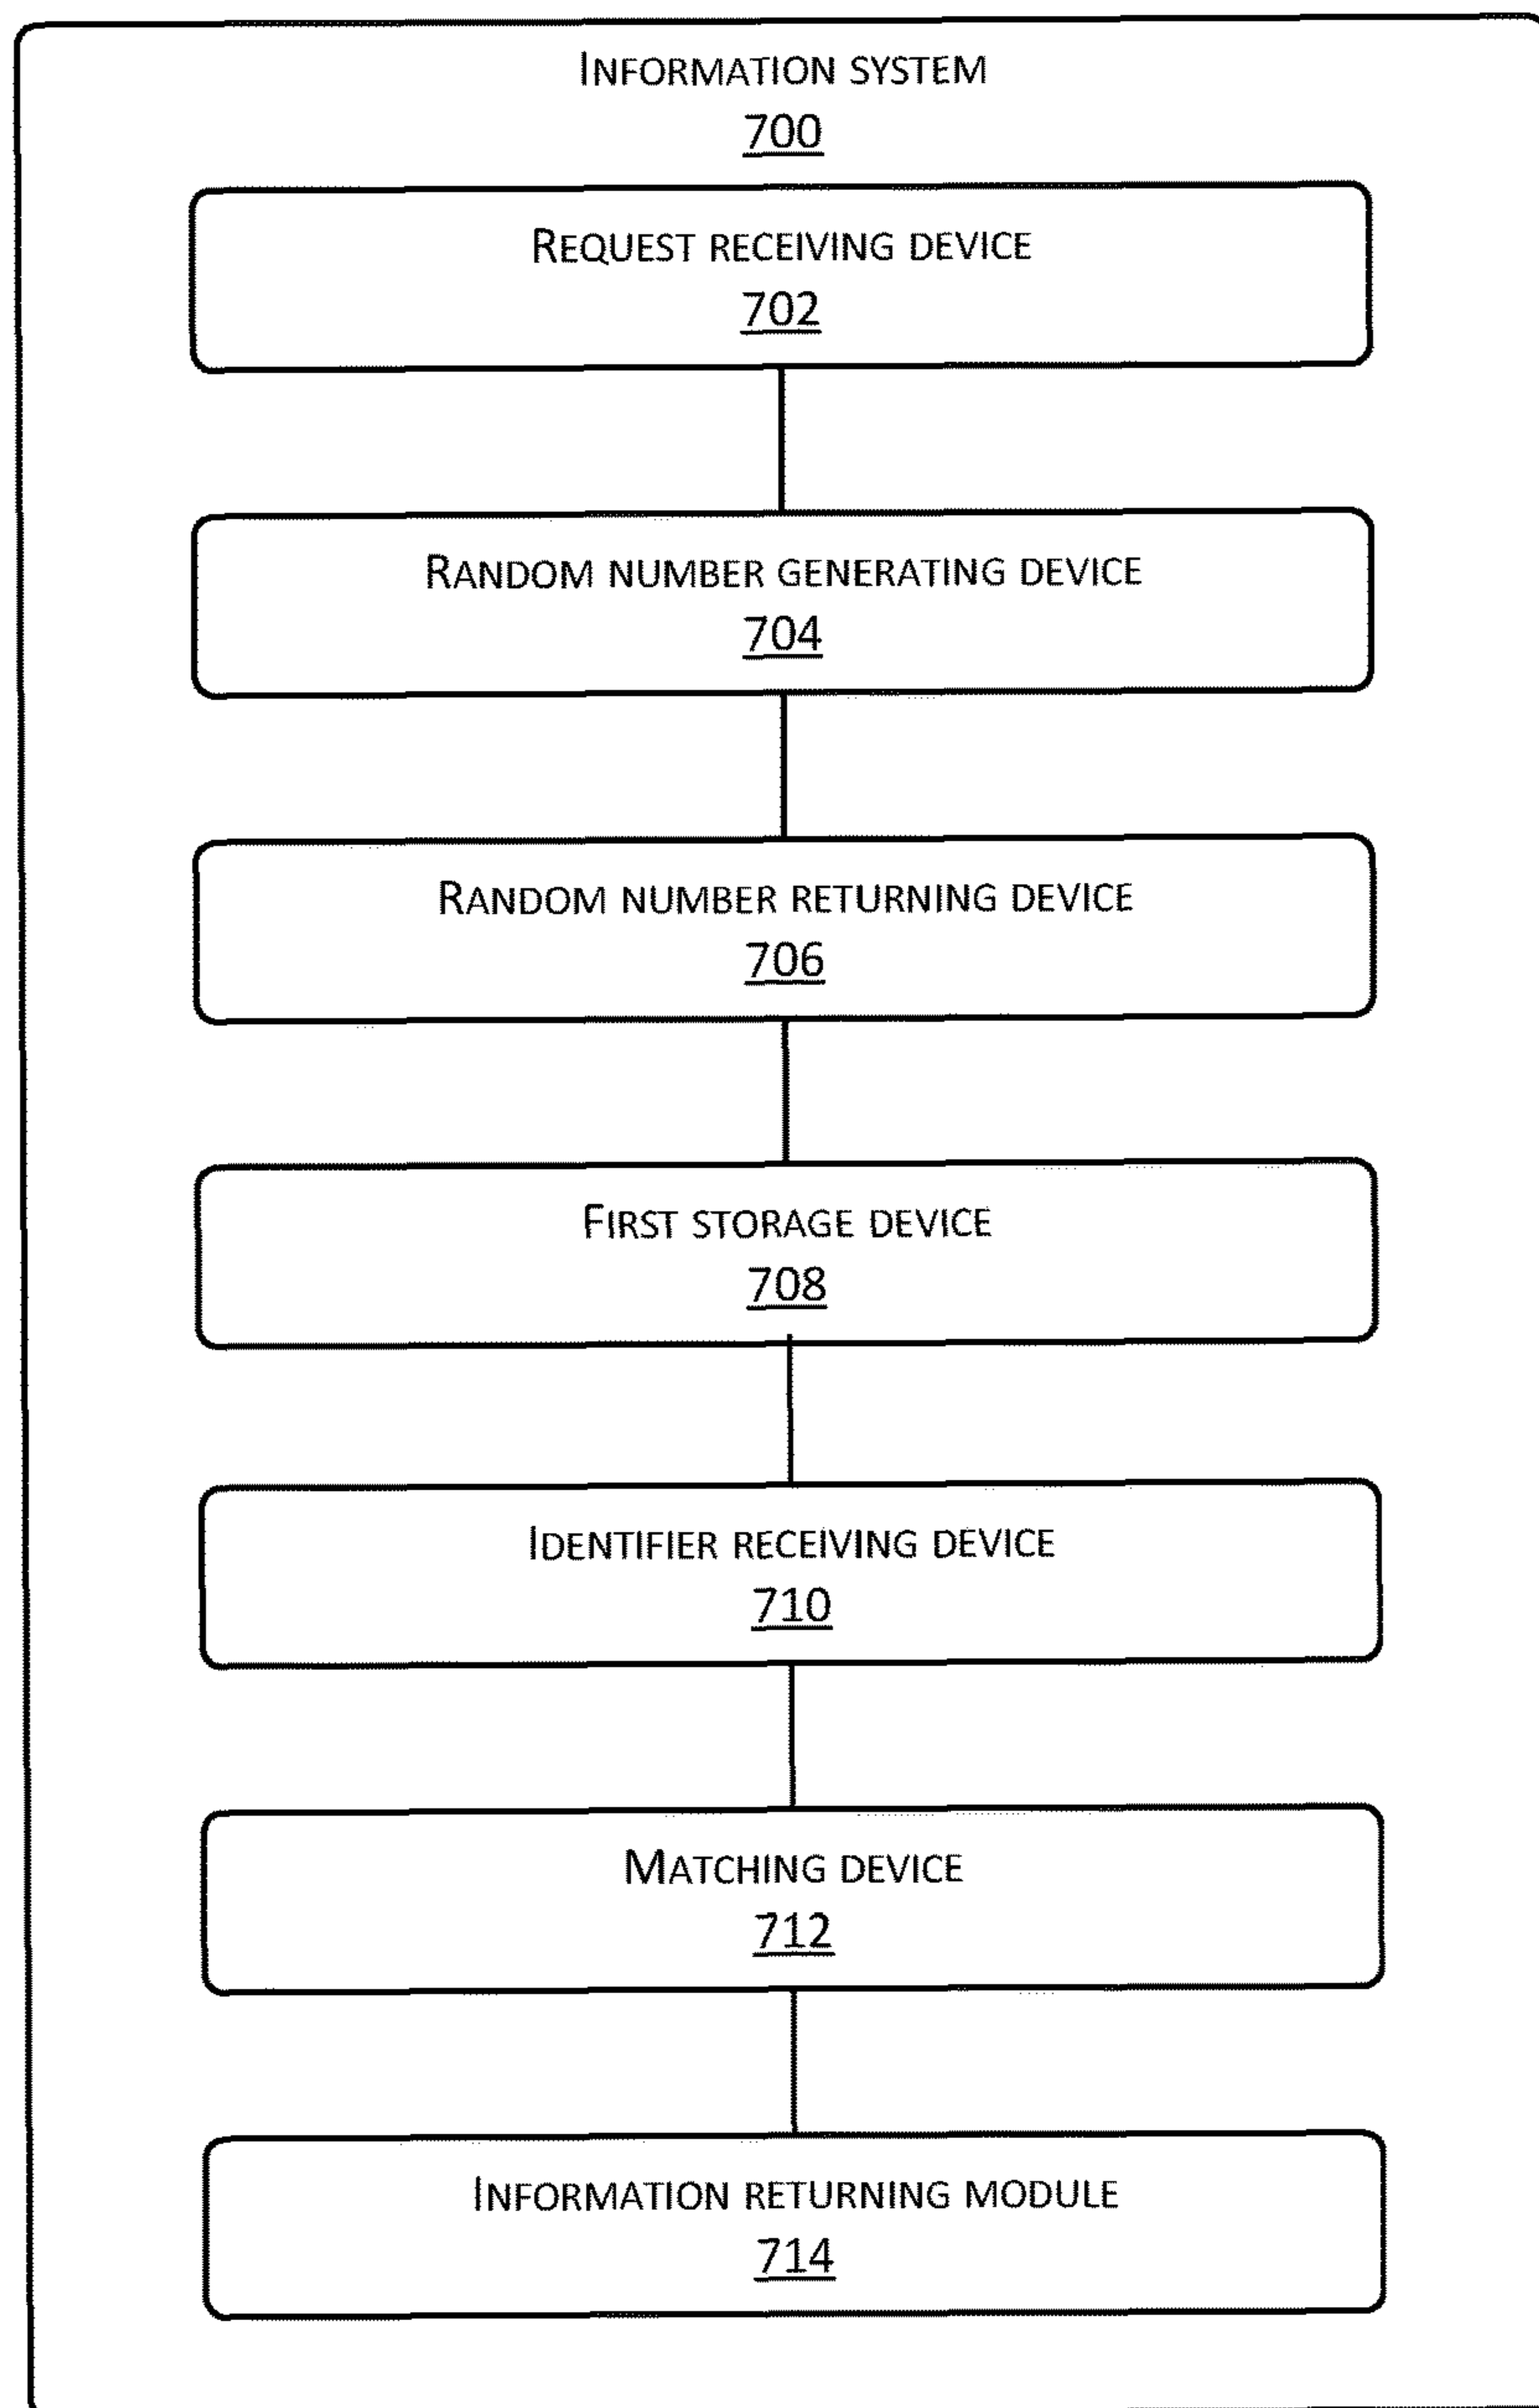 INFORMATION SYSTEM
700
REQUEST RECEIVING DEVICE
702
RANDOM NUMBER GENERATING DEVICE
704
RANDOM NUMBER RETURNING DEVICE
706
FIRST STORAGE DEVICE
708
IDENTIFIER RECEIVING DEVICE
710
MATCHING DEVICE
712
INFORMATION RETURNING MODULE
714